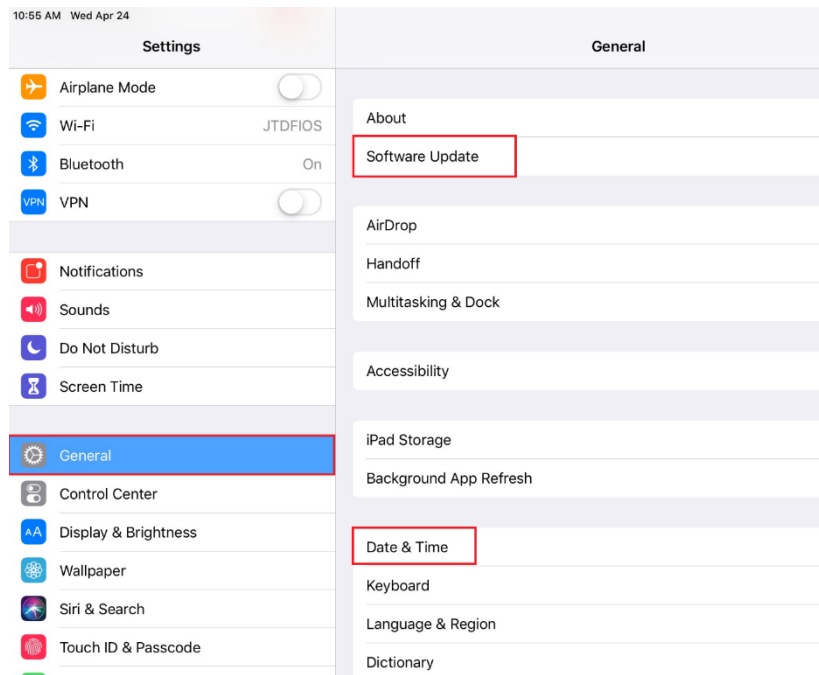 10:55 AM Wed Apr 24
Settings
Airplane Mode
Wi-Fi JTDFIOS
Bluetooth On
VPN VPN
Notifications
Sounds
Do Not Disturb
Screen Time
General
Control Center
AA Display & Brightness
Wallpaper
Siri & Search
Touch ID & Passcode
General
About
Software Update
AirDrop
Handoff
Multitasking & Dock
Accessibility
iPad Storage
Background App Refresh
Date & Time
Keyboard
Language & Region
Dictionary